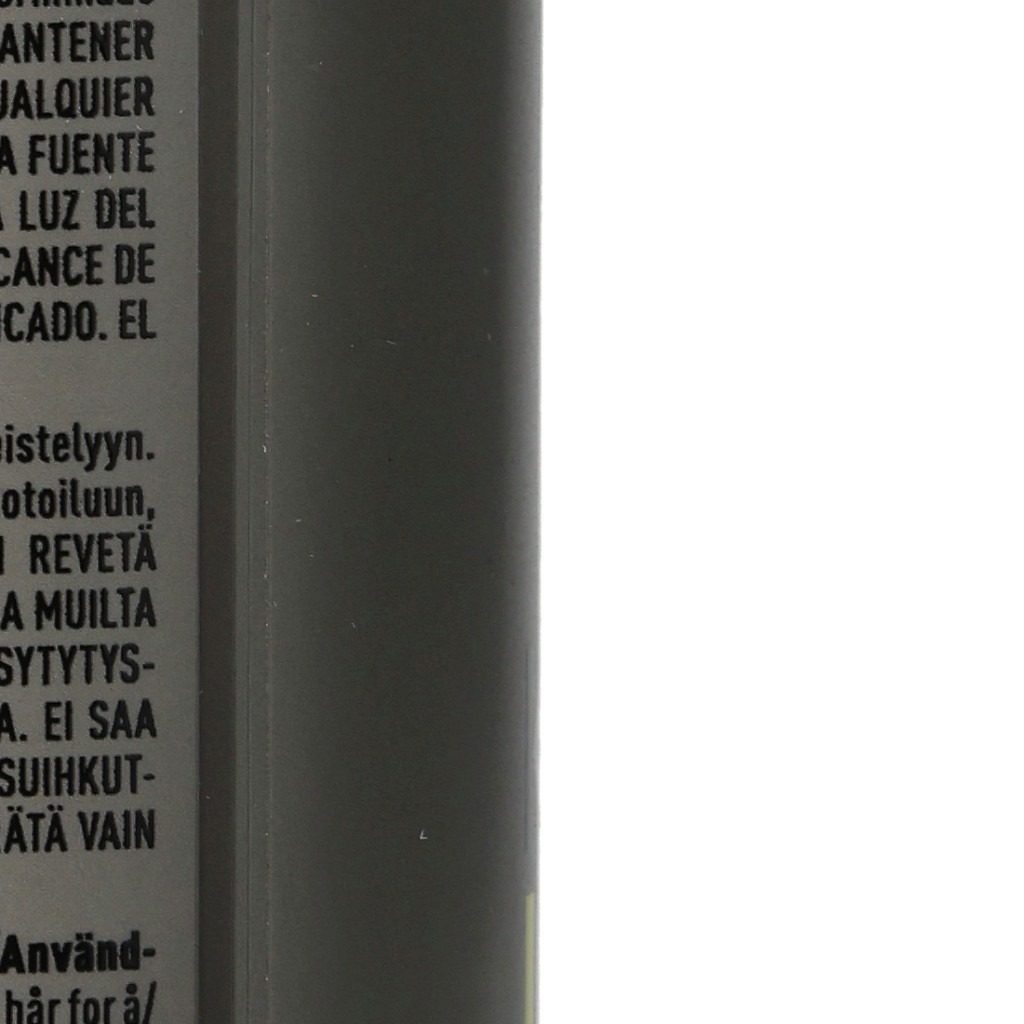 ANTENER
UALQUIER
A FUENTE
A LUZ DEL
CANCE DE
ICADO. EL
istelyyn.
otoiluun,
REVETÄ
A MUILTA
SYTYTYS-
A. EI SAA
SUIHKUT-
ÄTÄ VAIN
Använd-
hår for å/